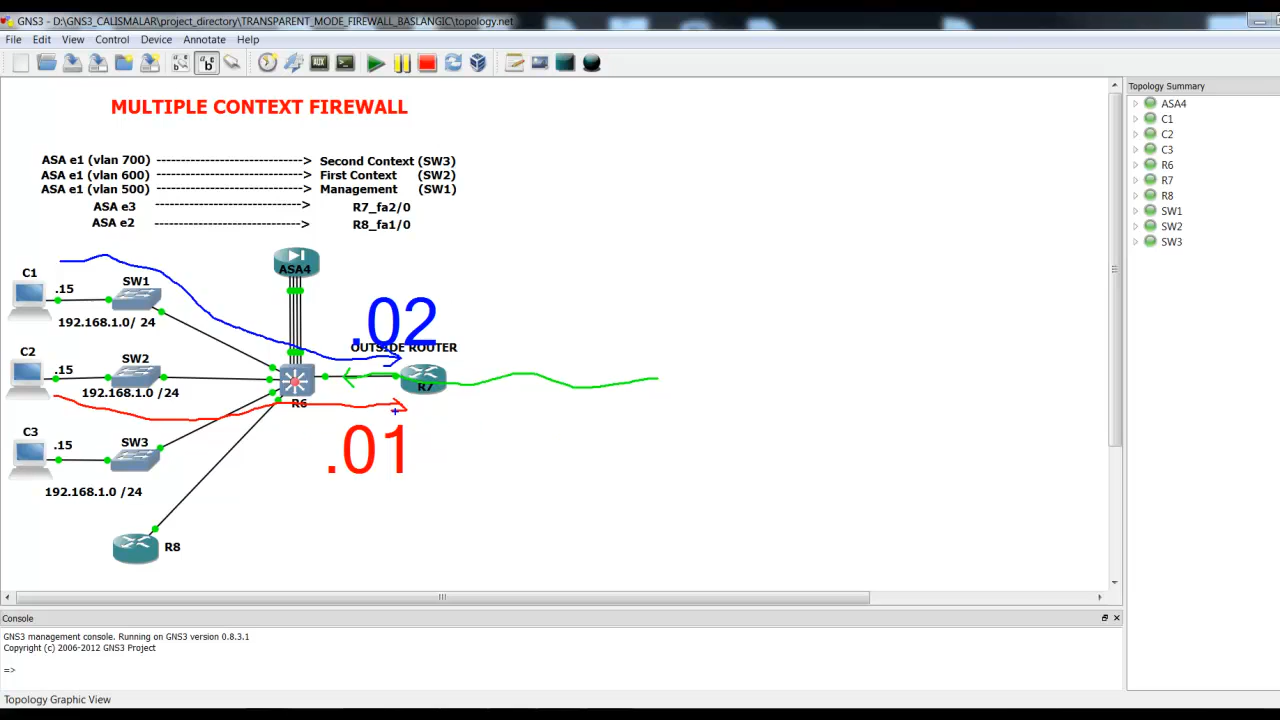 GNS3 - D:\GNS3_CALISMALAR\project_directory\TRANSPARENT_MODE_FIREWALL_BASLANGIC\topology.net
File Edit View Control Device Annotate Help
MULTIPLE CONTEXT FIREWALL
ASA e1 (vlan 700) -----------------------------> Second Context (SW3)
ASA e1 (vlan 600) -----------------------------> First Context (SW2)
ASA e1 (vlan 500) -----------------------------> Management (SW1)
ASA e3 -----------------------------> R7_fa2/0
ASA e2 -----------------------------> R8_fa1/0
ASA4
C1
.15
SW1
192.168.1.0/ 24
.02
OUTSIDE ROUTER
C2
.15
SW2
192.168.1.0 /24
R6
R7
.01
C3
.15
SW3
192.168.1.0 /24
R8
Topology Summary
ASA4
C1
C2
C3
R6
R7
R8
SW1
SW2
SW3
Console
GNS3 management console. Running on GNS3 version 0.8.3.1
Copyright (c) 2006-2012 GNS3 Project
=>
Topology Graphic View